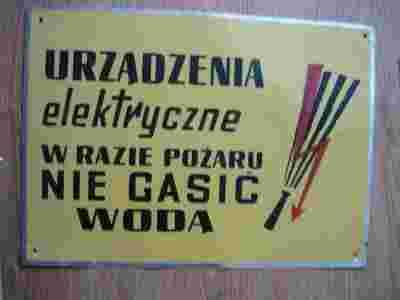 URZĄDZENIA
elektryczne
W RAZIE POŻARU
NIE GASIĆ
WODĄ